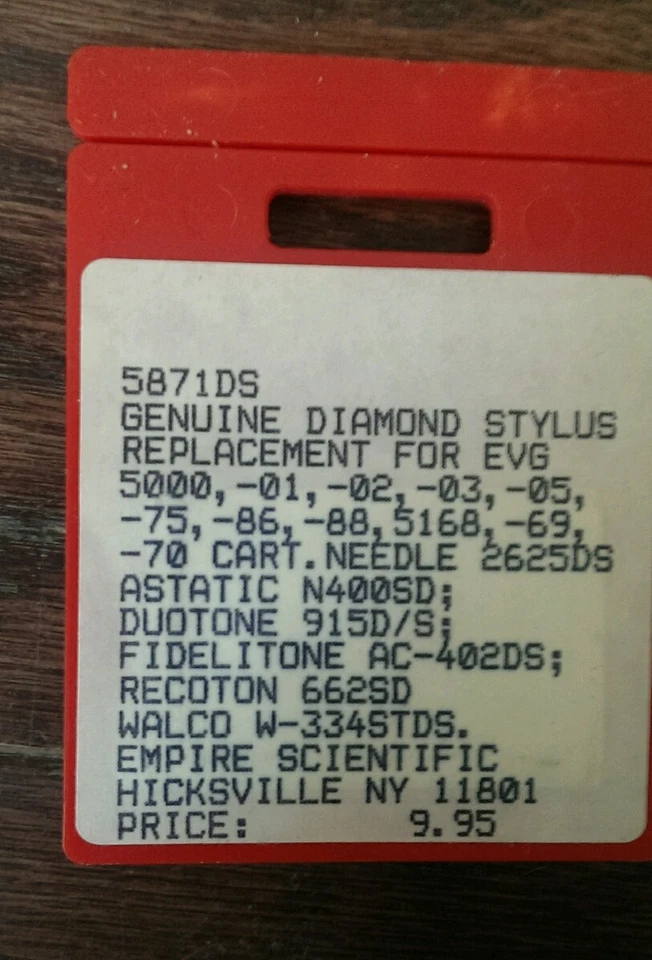 5871DS
GENUINE DIAMOND STYLUS
REPLACEMENT FOR EVG
5000,-01,-02,-03,-05,
-75,-86,-88,5168,-69,
-70 CART.NEEDLE 2625DS
ASTATIC N400SD;
DUOTONE 915D/S;
FIDELITONE AC-402DS;
RECOTON 662SD
WALCO W-334STDS.
EMPIRE SCIENTIFIC
HICKSVILLE NY 11801
PRICE: 9.95